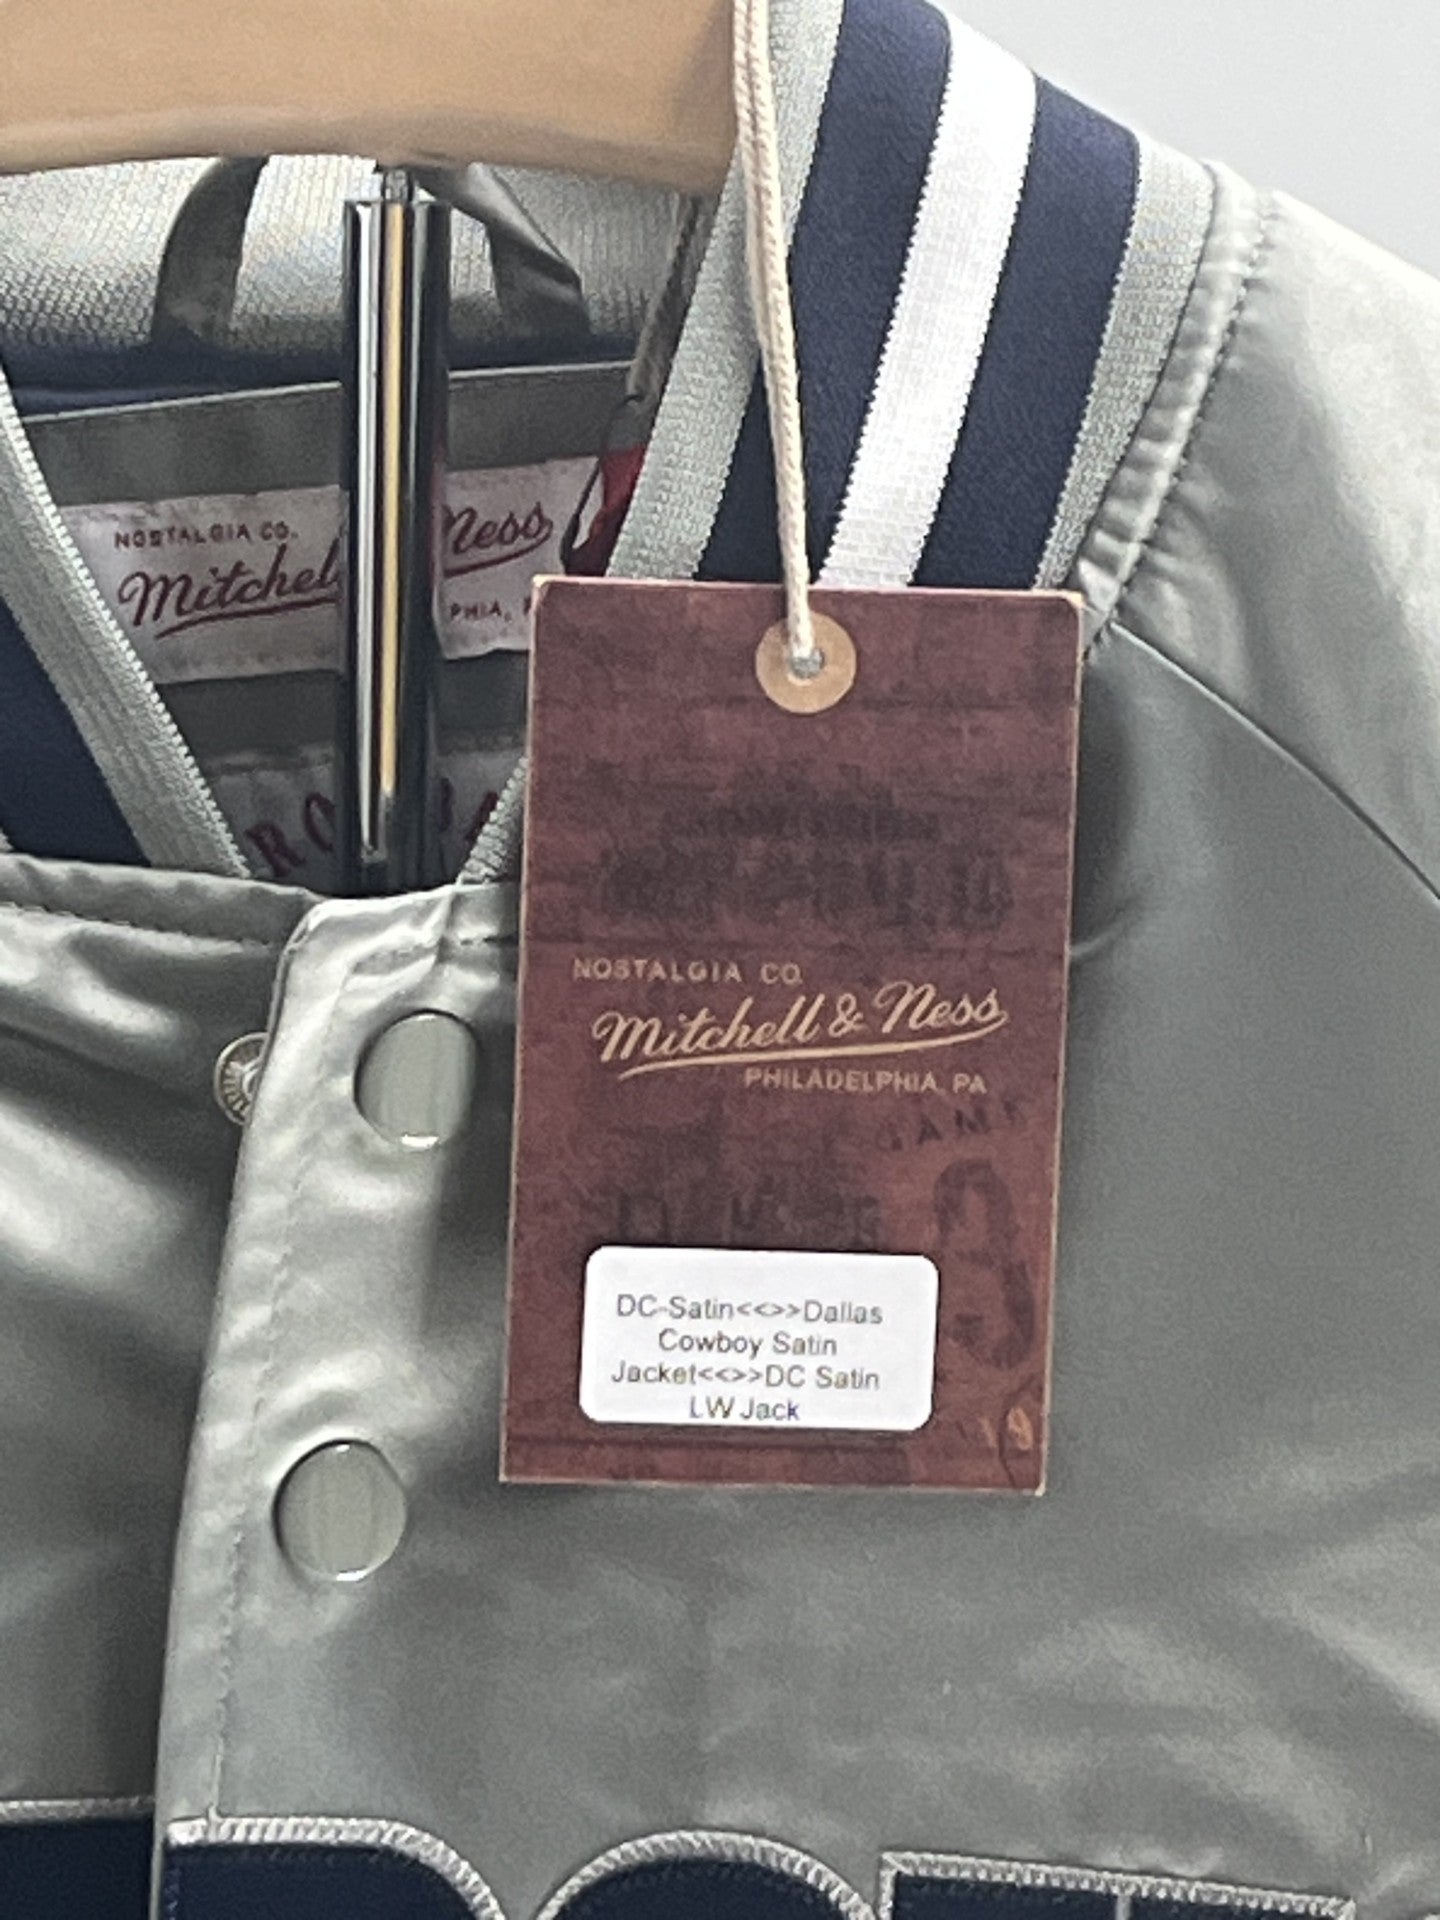 NOSTALGIA CO.
Mitchel Ness
PHIA,
NOSTALGIA CO.
Mitchell & Ness
PHILADELPHIA, PA
GAME
DC-Satin<<>>Dallas
Cowboy Satin
Jacket<<>>DC Satin
LW Jack